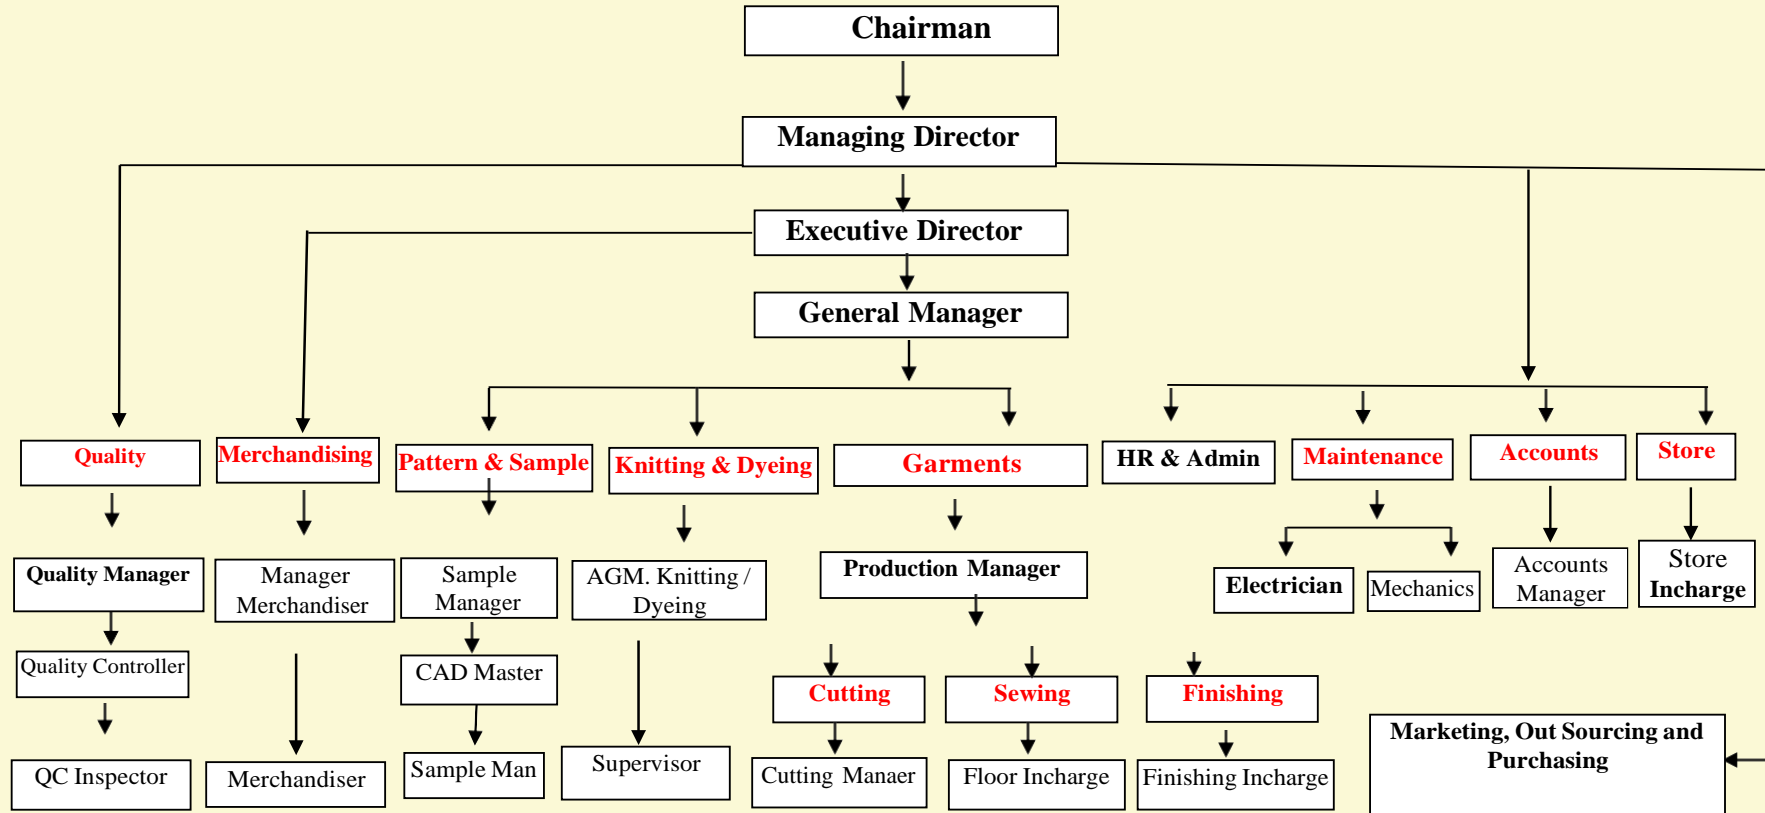 Chairman
Managing Director
Executive Director
General Manager
Quality
Merchandising
Pattern & Sample
Knitting & Dyeing
Garments
HR & Admin
Maintenance
Accounts
Store
Quality Manager
Manager
Merchandiser
Sample
Manager
AGM. Knitting /
Dyeing
Production Manager
Electrician
Mechanics
Accounts
Manager
Store
Incharge
Quality Controller
CAD Master
Cutting
Sewing
Finishing
QC Inspector
Merchandiser
Sample Man
Supervisor
Cutting Manaer
Floor Incharge
Finishing Incharge
Marketing, Out Sourcing and
Purchasing